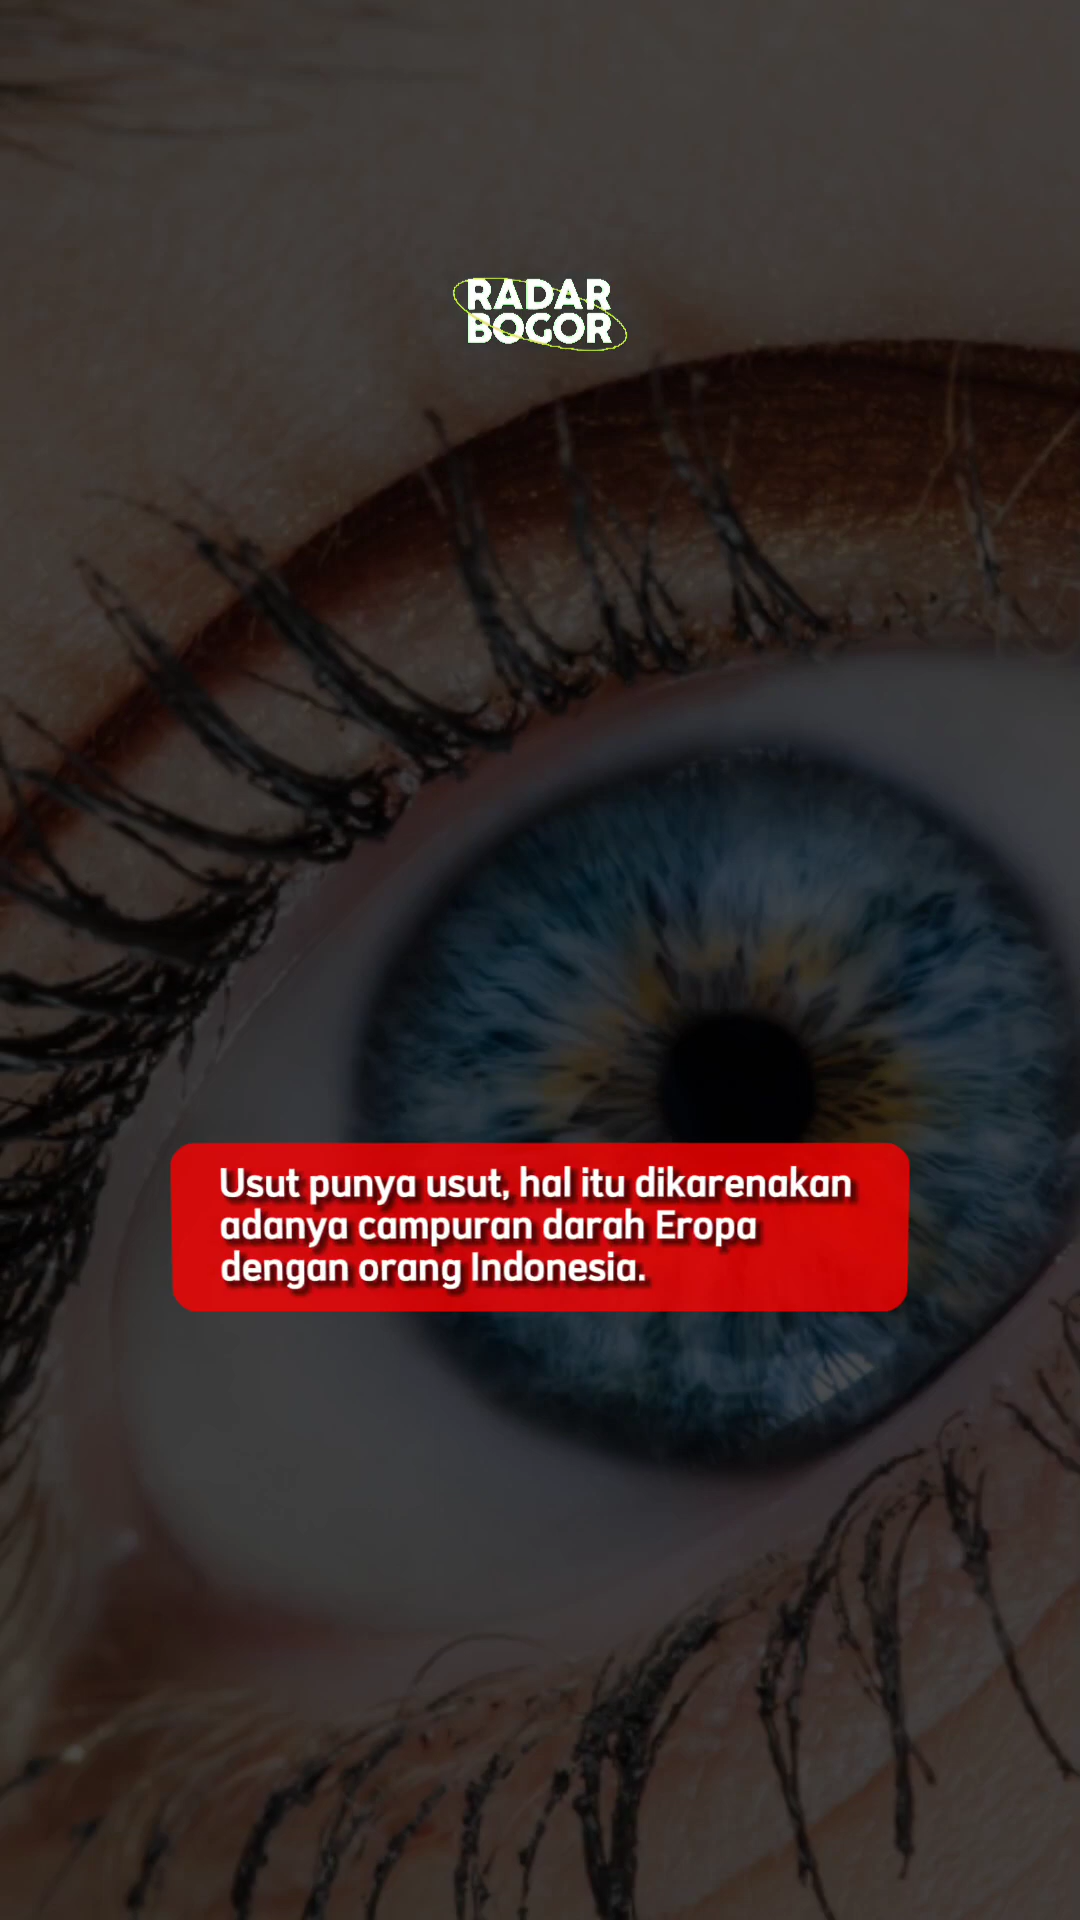 RADAR
BOGOR
Usut punya usut, hal itu dikarenakan
adanya campuran darah Eropa
dengan orang Indonesia.